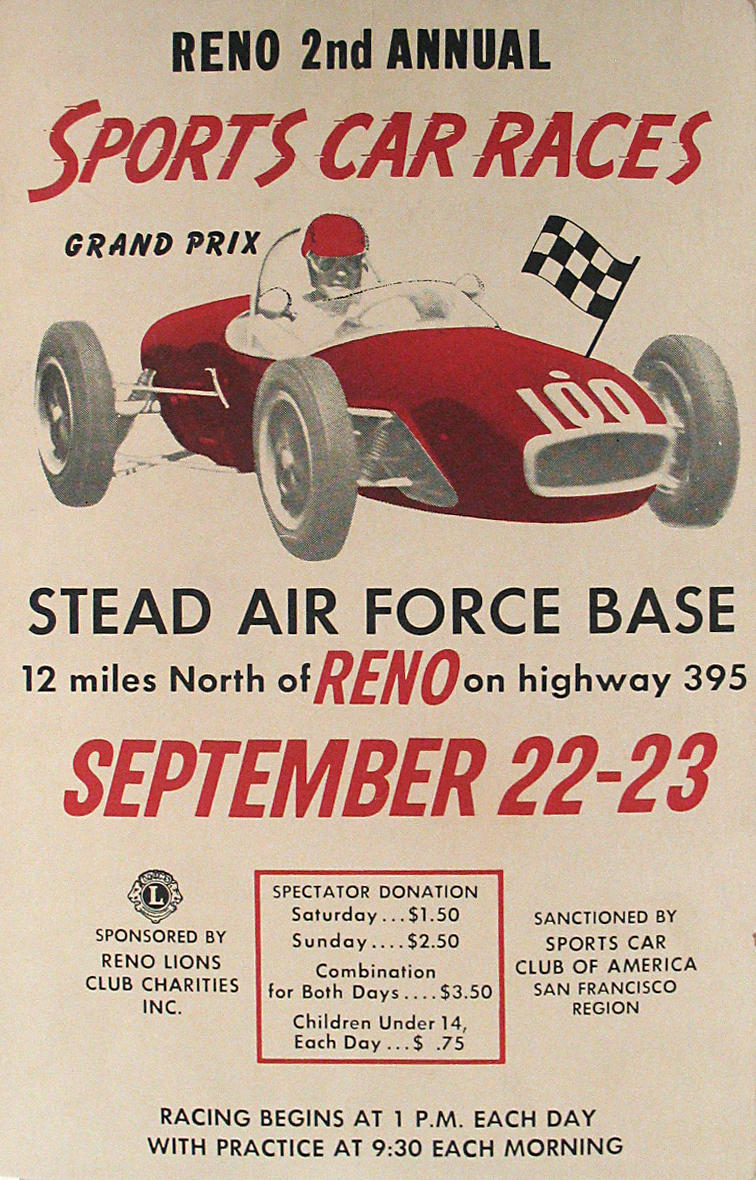 RENO 2nd ANNUAL
SPORTS CAR RACES
GRAND PRIX
100
STEAD AIR FORCE BASE
12 miles North of RENO on highway 395
SEPTEMBER 22-23
L
SPONSORED BY
RENO LIONS
CLUB CHARITIES
INC.
SPECTATOR DONATION
Saturday...$1.50
Sunday....$2.50
Combination
for Both Days....$3.50
Children Under 14,
Each Day...$ .75
SANCTIONED BY
SPORTS CAR
CLUB OF AMERICA
SAN FRANCISCO
REGION
RACING BEGINS AT 1 P.M. EACH DAY
WITH PRACTICE AT 9:30 EACH MORNING